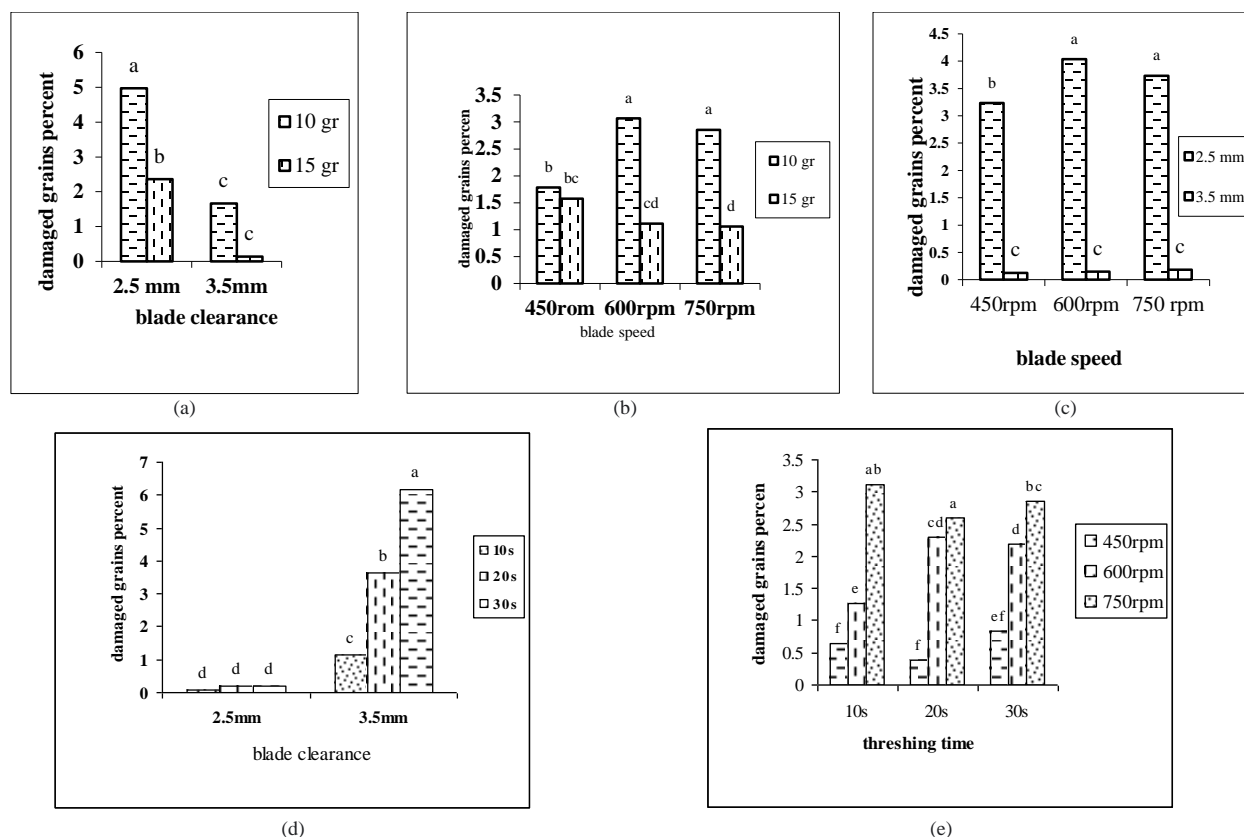 6
5
4
3
2
1
0
damaged grains percent
a
b
c
c
2.5 mm
3.5mm
blade clearance
10 gr
15 gr
(a)
3.5
3
2.5
2
1.5
1
0.5
0
damaged grains percen
b
bc
a
cd
a
d
450rom
600rpm
750rpm
blade speed
10 gr
15 gr
(b)
4.5
4
3.5
3
2.5
2
1.5
1
0.5
0
damaged grains percent
b
c
a
c
a
c
450rpm
600rpm
750 rpm
blade speed
2.5 mm
3.5 mm
(c)
7
6
5
4
3
2
1
0
damaged grains percent
d
d
d
c
b
a
2.5mm
3.5mm
blade clearance
10s
20s
30s
(d)
3.5
3
2.5
2
1.5
1
0.5
0
damaged grains percen
f
e
ab
f
cd
a
ef
d
bc
10s
20s
30s
threshing time
450rpm
600rpm
750rpm
(e)